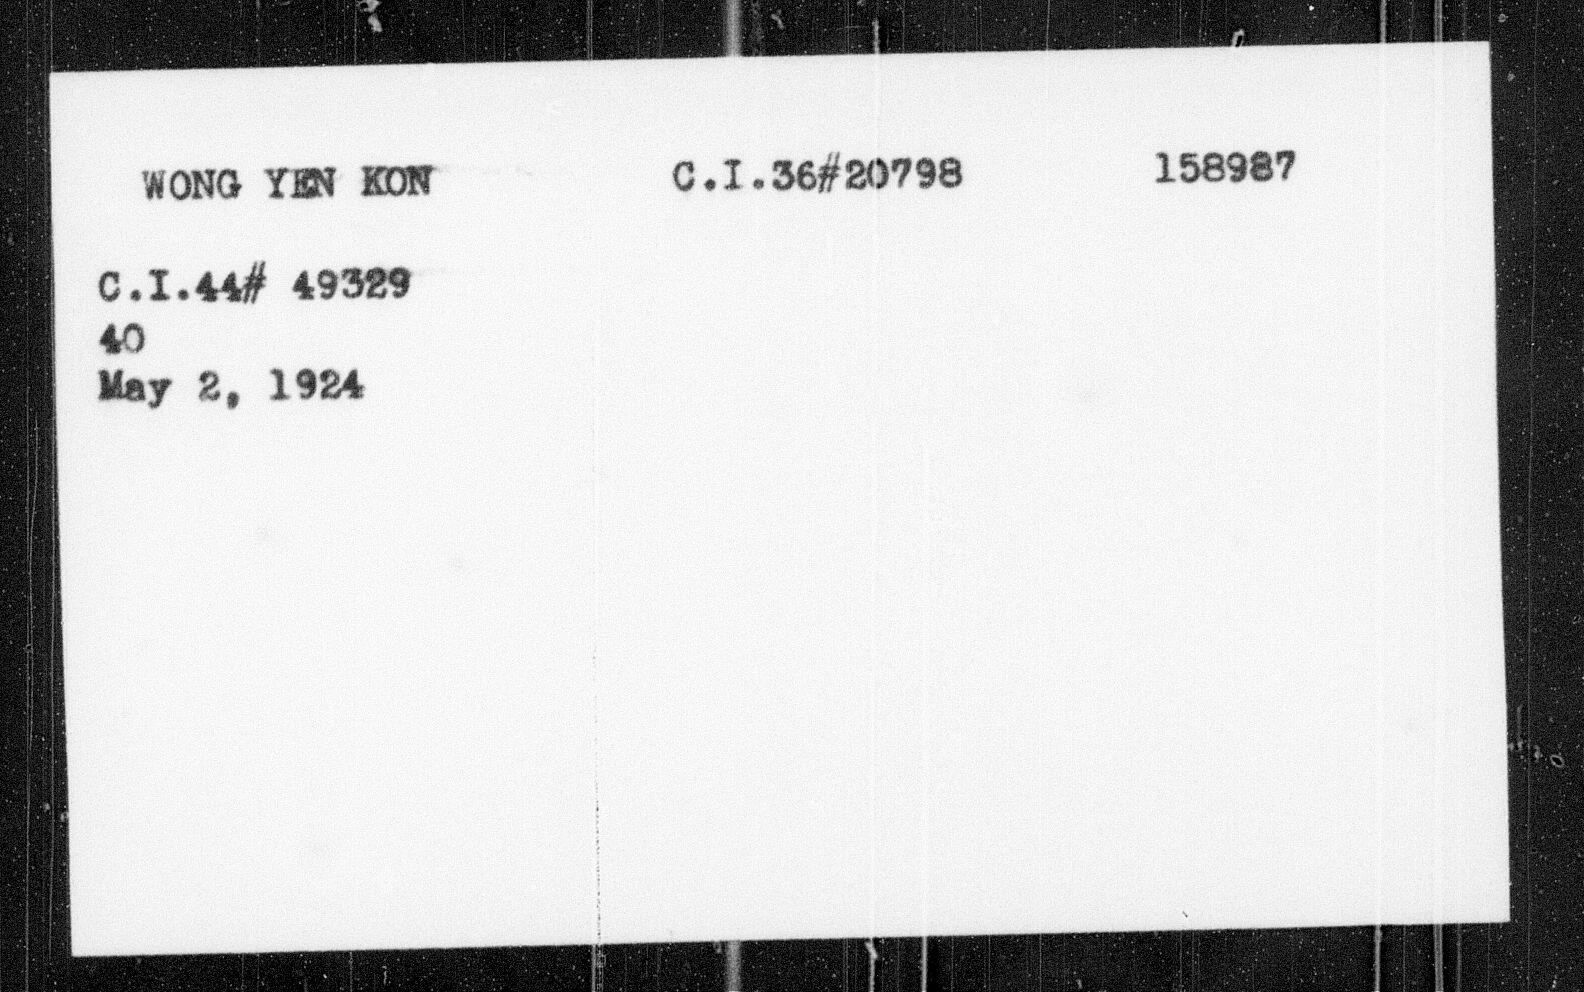 WONG YEN KON C.I.36#20798 158987
C.I.44# 49329
40
May 2, 1924